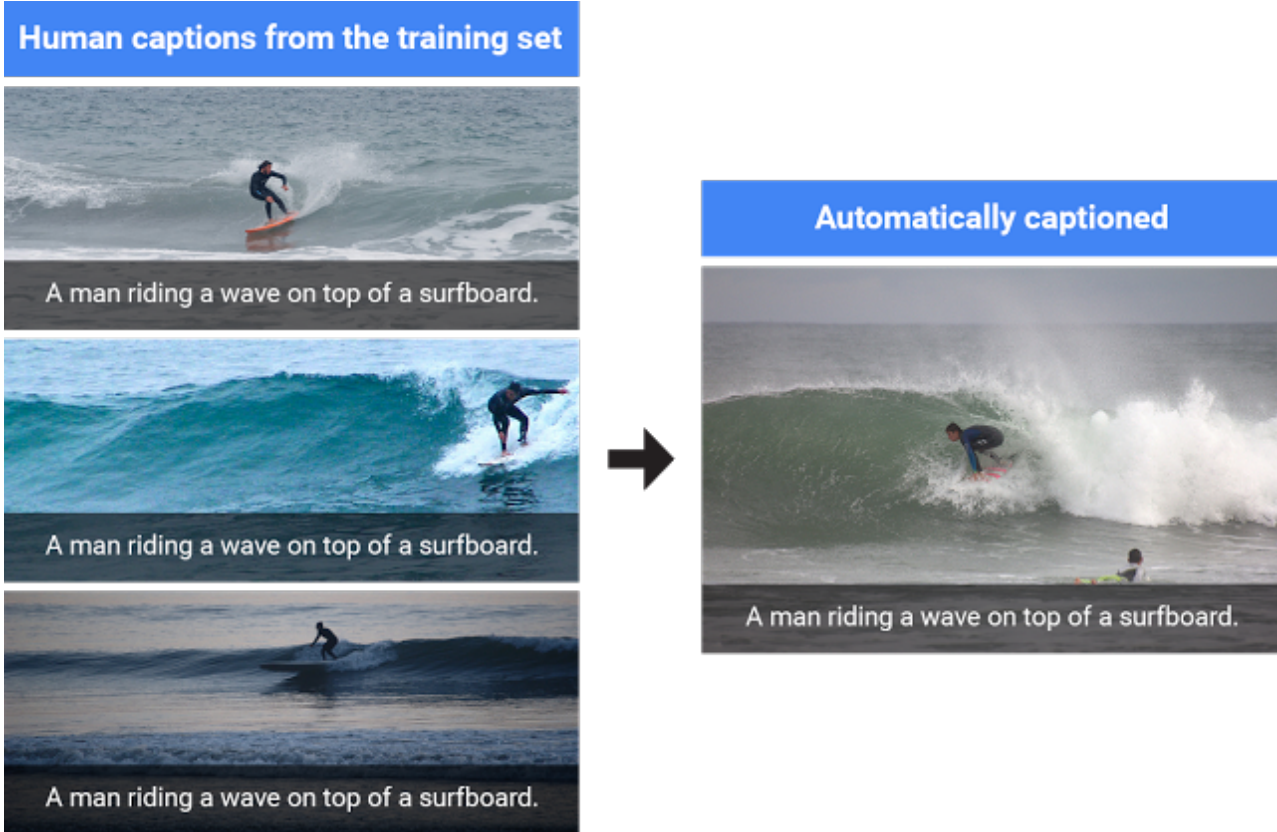 Human captions from the training set
A man riding a wave on top of a surfboard.
A man riding a wave on top of a surfboard.
A man riding a wave on top of a surfboard.
Automatically captioned
A man riding a wave on top of a surfboard.